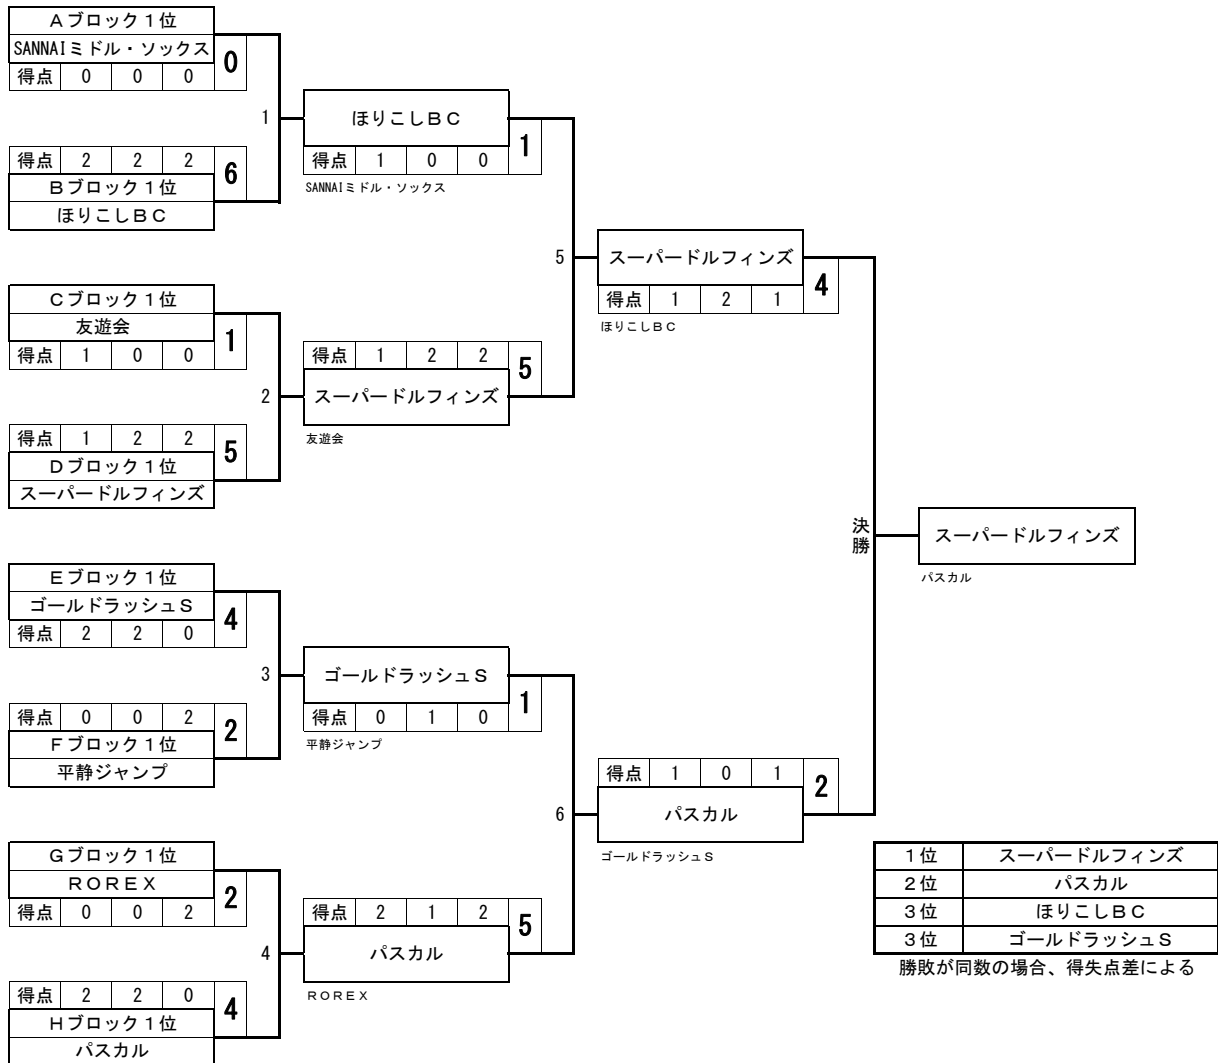 Aブロック1位
SANNAIミドル・ソックス
得点 0 0 0 0
1
得点 2 2 2 6
Bブロック1位
ほりこしBC
ほりこしBC
得点 1 0 0 1
SANNAIミドル・ソックス
Cブロック1位
友遊会
得点 1 0 0 1
2
得点 1 2 2 5
Dブロック1位
スーパードルフィンズ
得点 1 2 2 5
スーパードルフィンズ
友遊会
5
スーパードルフィンズ
得点 1 2 1 4
ほりこしBC
Eブロック1位
ゴールドラッシュS
得点 2 2 0 4
3
得点 0 0 2 2
Fブロック1位
平静ジャンプ
ゴールドラッシュS
得点 0 1 0 1
平静ジャンプ
Gブロック1位
ROREX
得点 0 0 2 2
4
得点 2 2 0 4
Hブロック1位
パスカル
得点 2 1 2 5
パスカル
ROREX
6
得点 1 0 1 2
パスカル
ゴールドラッシュS
決勝
スーパードルフィンズ
パスカル
1位 スーパードルフィンズ
2位 パスカル
3位 ほりこしBC
3位 ゴールドラッシュS
勝敗が同数の場合、得失点差による